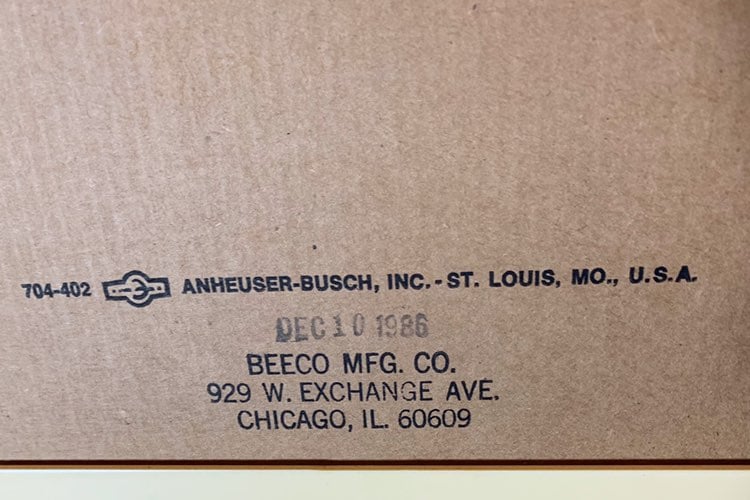 704-402 ANHEUSER-BUSCH, INC.-ST. LOUIS, MO., U.S.A.
DEC 10 1986
BEECO MFG. CO.
929 W. EXCHANGE AVE.
CHICAGO, IL. 60609